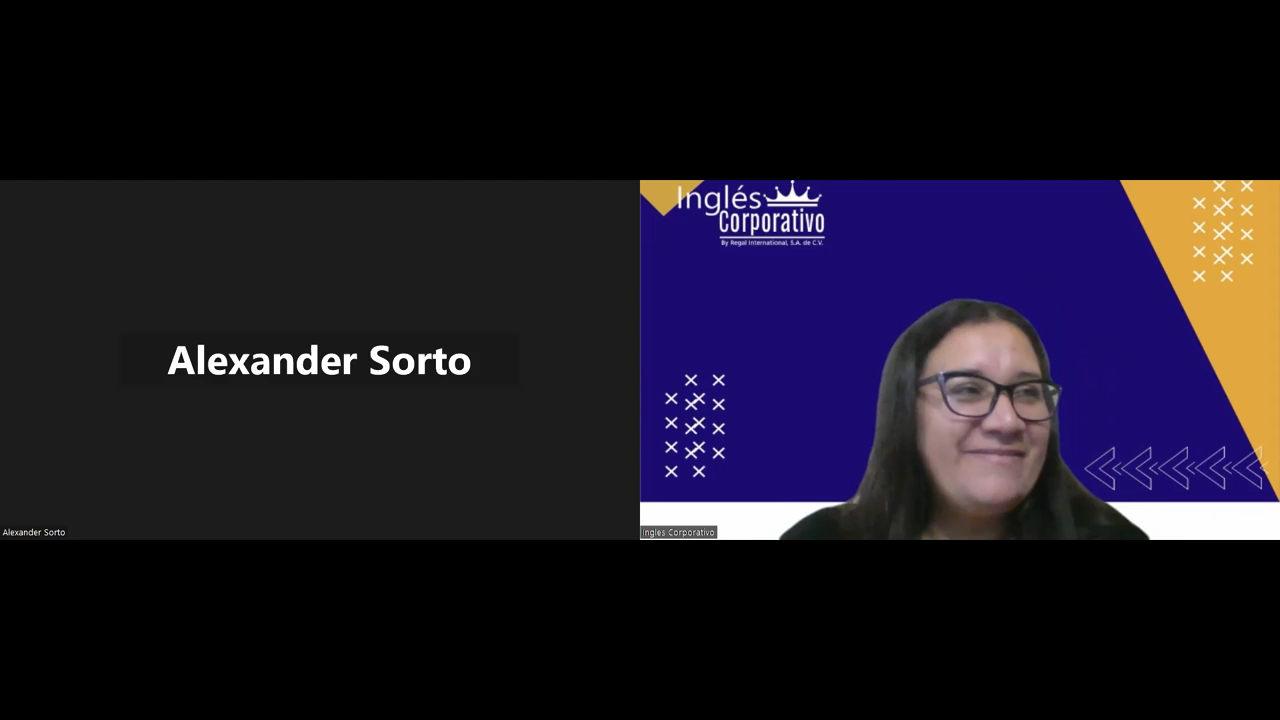 Alexander Sorto
Alexander Sorto
Inglés
Corporativo
By Regal International, S.A. de C.V.
Ingles Corporativo